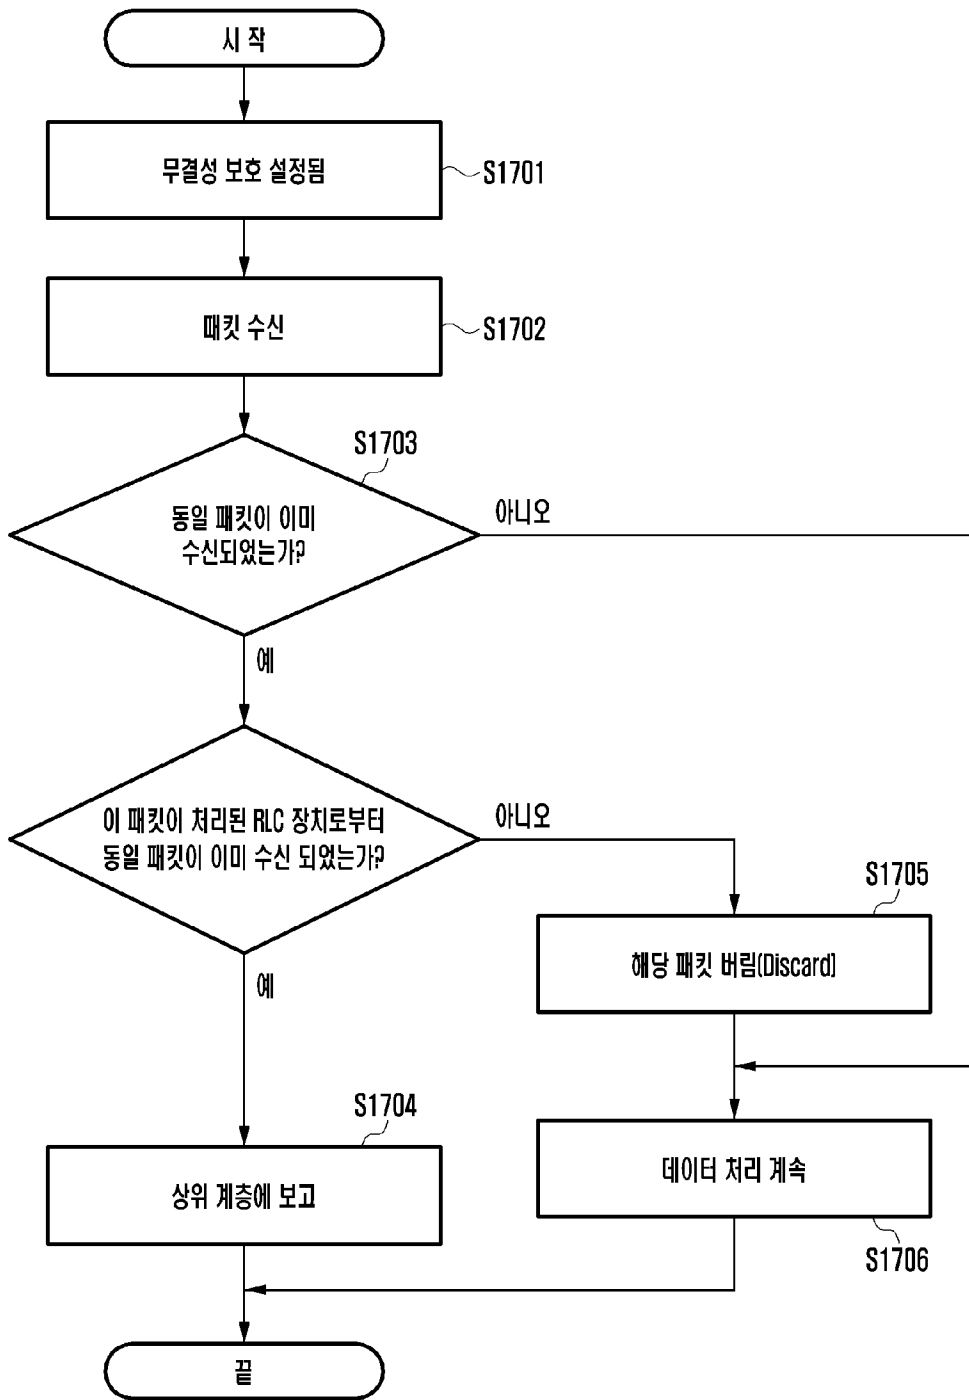 시 작
무결성 보호 설정됨
S1701
패킷 수신
S1702
S1703
동일 패킷이 이미
수신되었는가?
아니오
예
이 패킷이 처리된 RLC 장치로부터
동일 패킷이 이미 수신 되었는가?
아니오
예
S1705
해당 패킷 버림(Discard)
S1704
상위 계층에 보고
데이터 처리 계속
S1706
끝